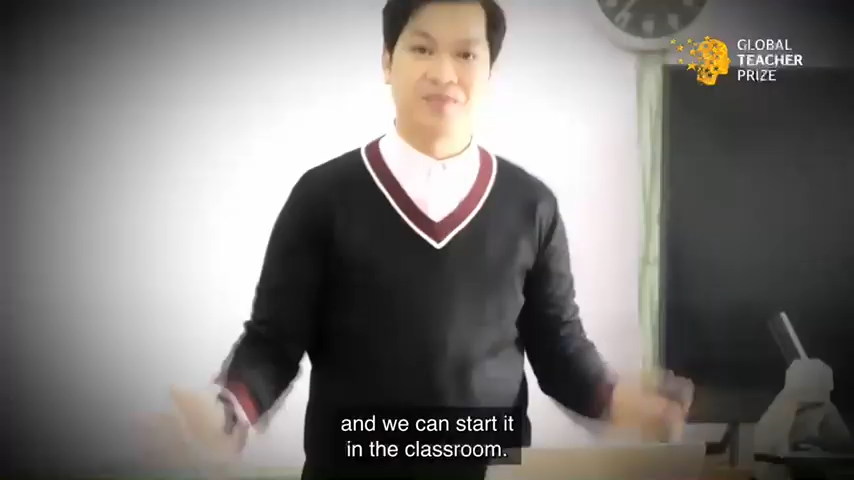 GLOBAL
TEACHER
PRIZE
and we can start it
in the classroom.